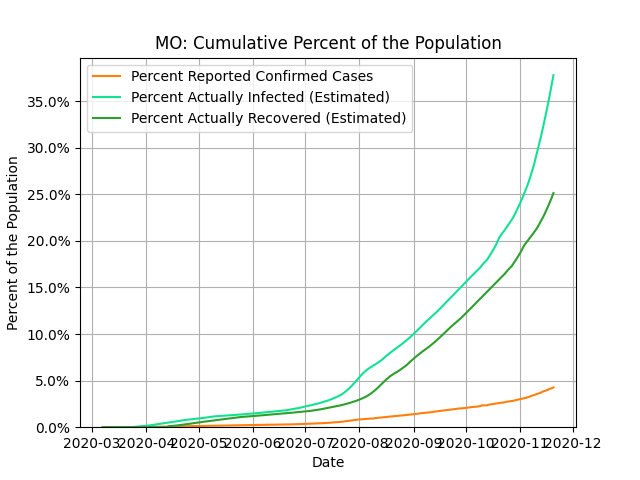 MO: Cumulative Percent of the Population
Percent Reported Confirmed Cases
Percent Actually Infected (Estimated)
Percent Actually Recovered (Estimated)
Percent of the Population
35.0%
30.0%
25.0%
20.0%
15.0%
10.0%
5.0%
0.0%
2020-03 2020-04 2020-05 2020-06 2020-07 2020-08 2020-09 2020-10 2020-11 2020-12
Date